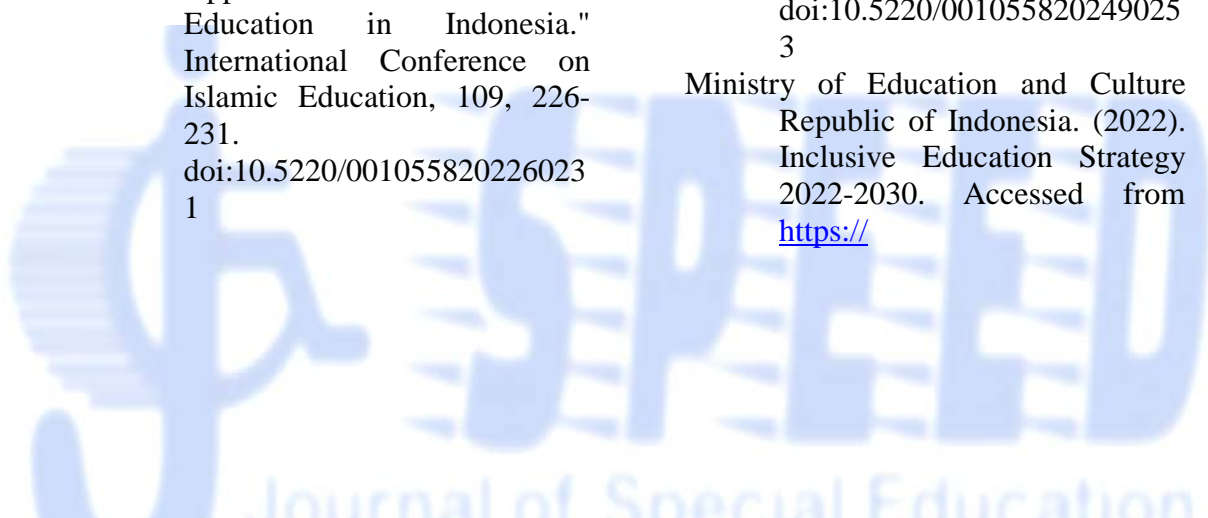 Education in Indonesia."
International Conference on
Islamic Education, 109, 226-
231.
doi:10.5220/001055820226023
1
doi:10.5220/001055820249025
3
Ministry of Education and Culture
Republic of Indonesia. (2022).
Inclusive Education Strategy
2022-2030. Accessed from
https://
SPEED
Journal of Special Education